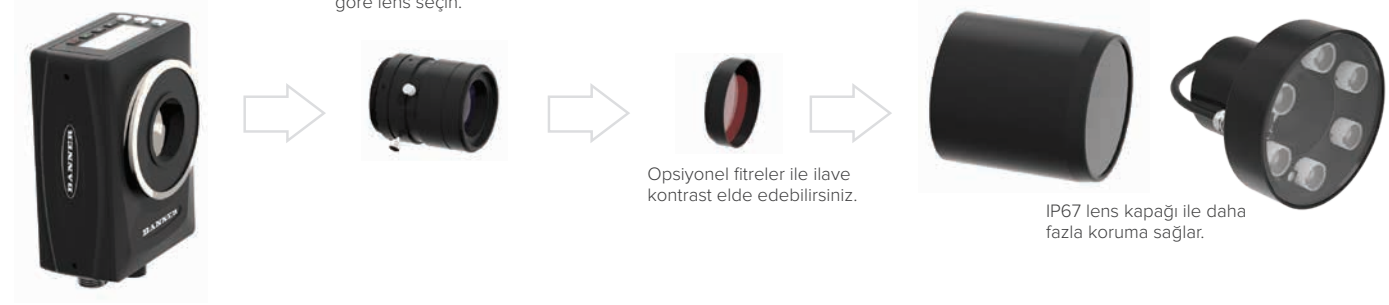 göre lens seçin.
BANNER
BANNER
Opsiyonel fitreler ile ilave
kontrast elde edebilirsiniz.
IP67 lens kapağı ile daha
fazla koruma sağlar.